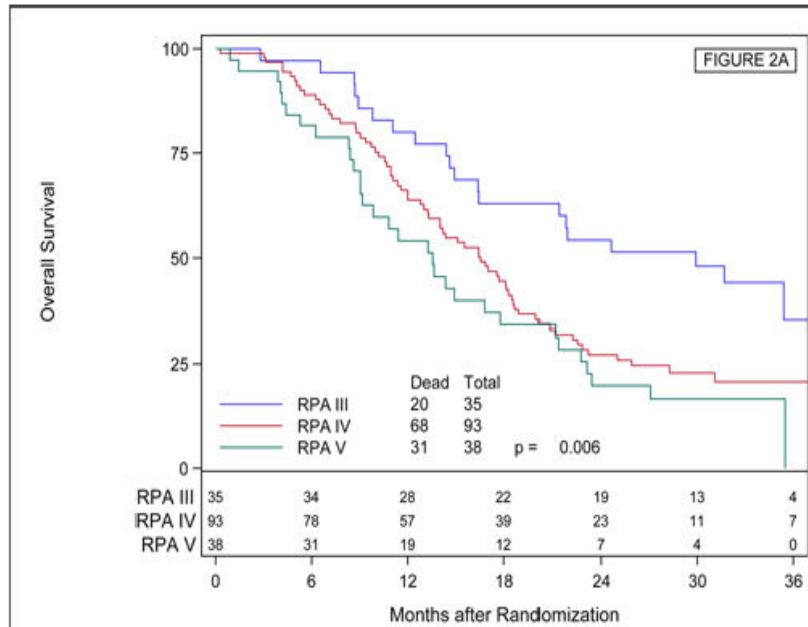 FIGURE 2A
100
75
50
25
0
Overall Survival
Dead Total
RPA III 20 35
RPA IV 68 93
RPA V 31 38 p = 0.006
RPA III 35 34 28 22 19 13 4
RPA IV 93 78 57 39 23 11 7
RPA V 38 31 19 12 7 4 0
0 6 12 18 24 30 36
Months after Randomization